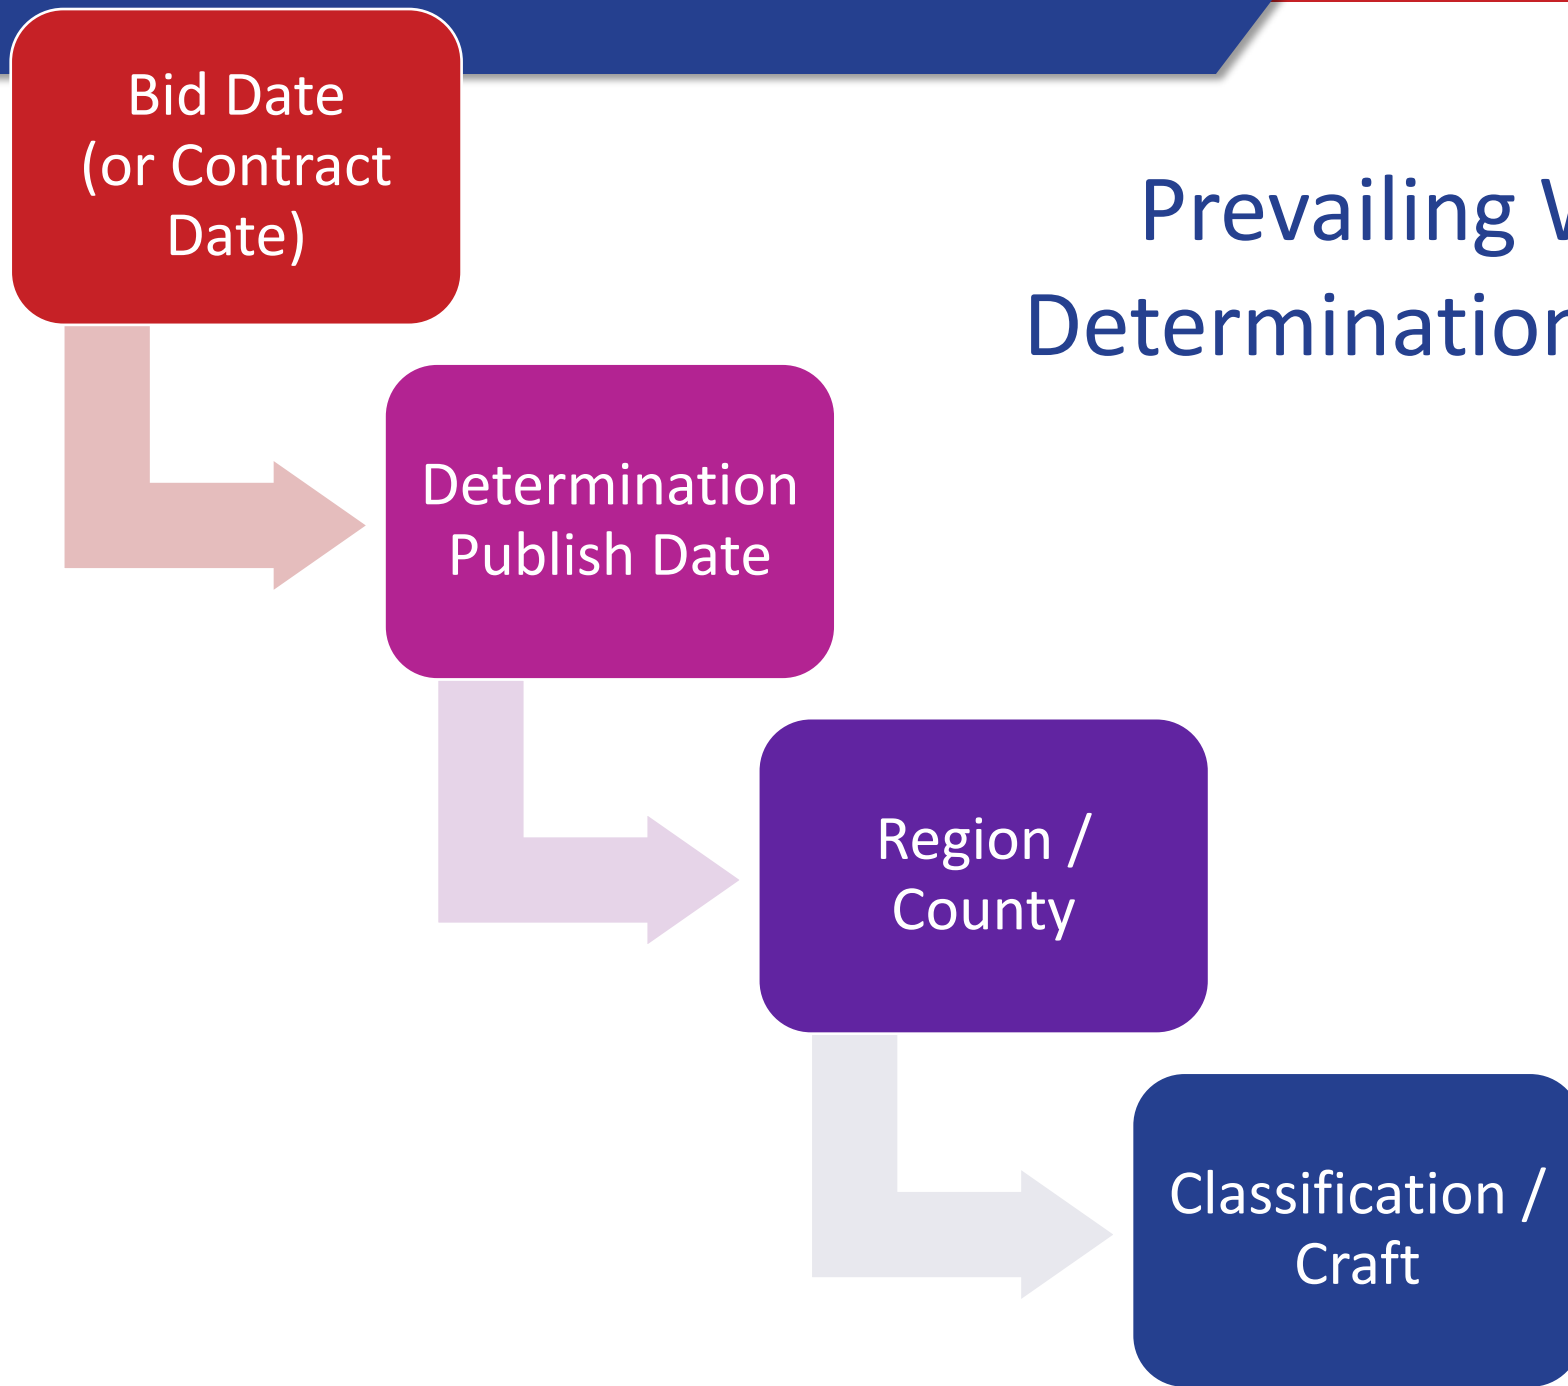 Bid Date
(or Contract
Date)
Prevailing
Determination
Determination
Publish Date
Region /
County
Classification /
Craft